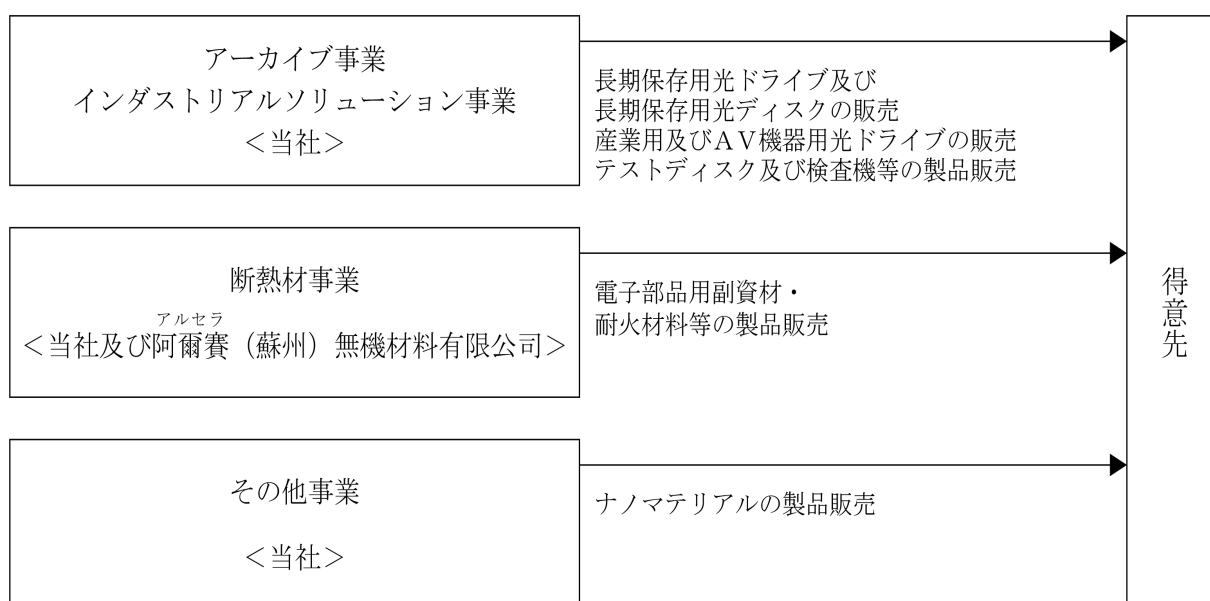 アーカイブ事業
インダストリアルソリューション事業
＜当社＞
長期保存用光ドライブ及び
長期保存用光ディスクの販売
産業用及びＡＶ機器用光ドライブの販売
テストディスク及び検査機等の製品販売
断熱材事業
アルセラ
＜当社及び阿爾賽（蘇州）無機材料有限公司＞
電子部品用副資材・
耐火材料等の製品販売
その他事業
＜当社＞
ナノマテリアルの製品販売
得意先